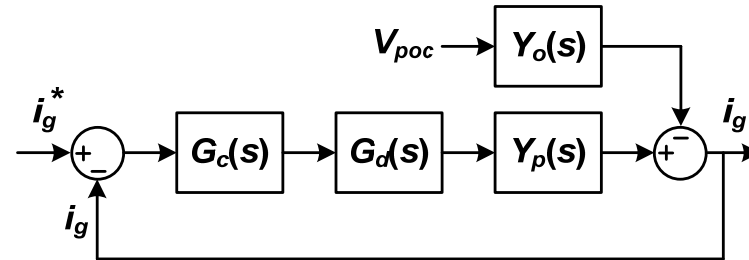 V_poc
Y_o(s)
i_g*
+
−
G_c(s)
G_d(s)
Y_p(s)
+
−
i_g
i_g